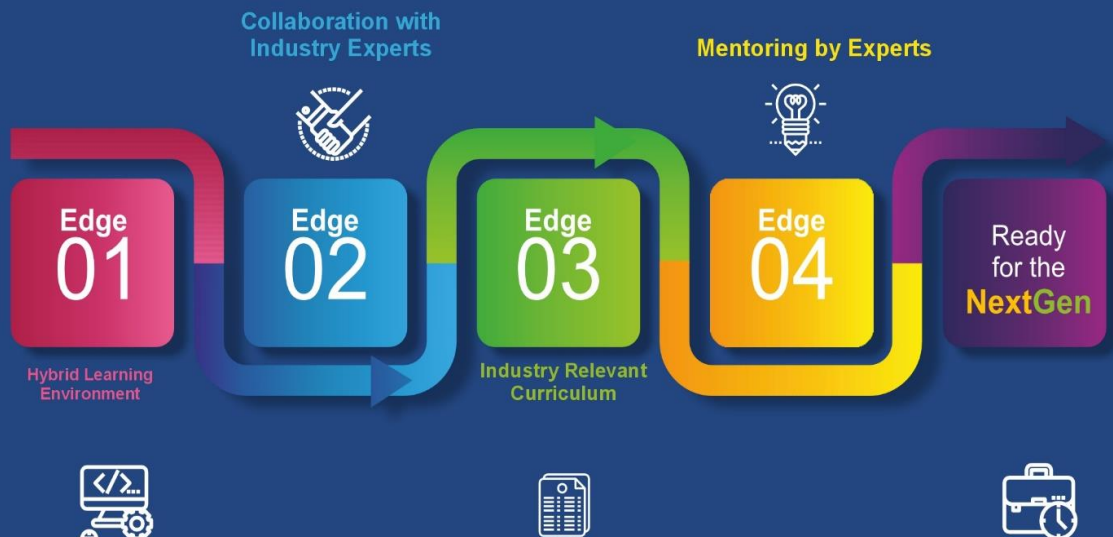 Collaboration with
Industry Experts
Mentoring by Experts
Edge
01
Edge
02
Edge
03
Edge
04
Ready
for the
NextGen
Hybrid Learning
Environment
Industry Relevant
Curriculum